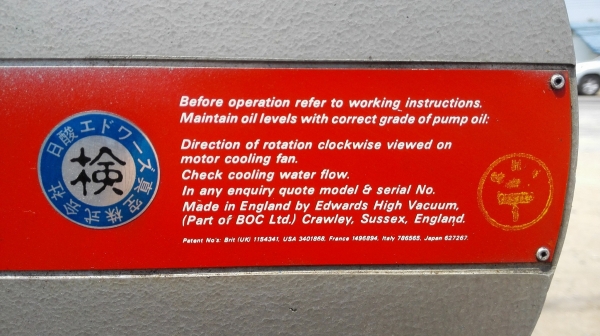 日酸エドワーズ真空株式会社
検
Before operation refer to working instructions.
Maintain oil levels with correct grade of pump oil:
Direction of rotation clockwise viewed on
motor cooling fan.
Check cooling water flow.
In any enquiry quote model & serial No.
Made in England by Edwards High Vacuum,
(Part of BOC Ltd.) Crawley, Sussex, England.
Patent No's: Brit (UK) 1154341, USA 3401868, France 1496894, Italy 786565, Japan 627267.